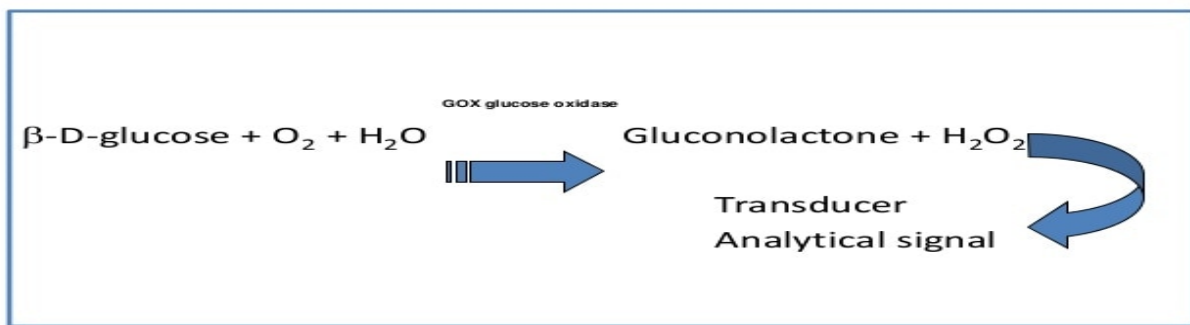 GOX glucose oxidase
β-D-glucose + O₂ + H₂O Gluconolactone + H₂O₂
Transducer
Analytical signal